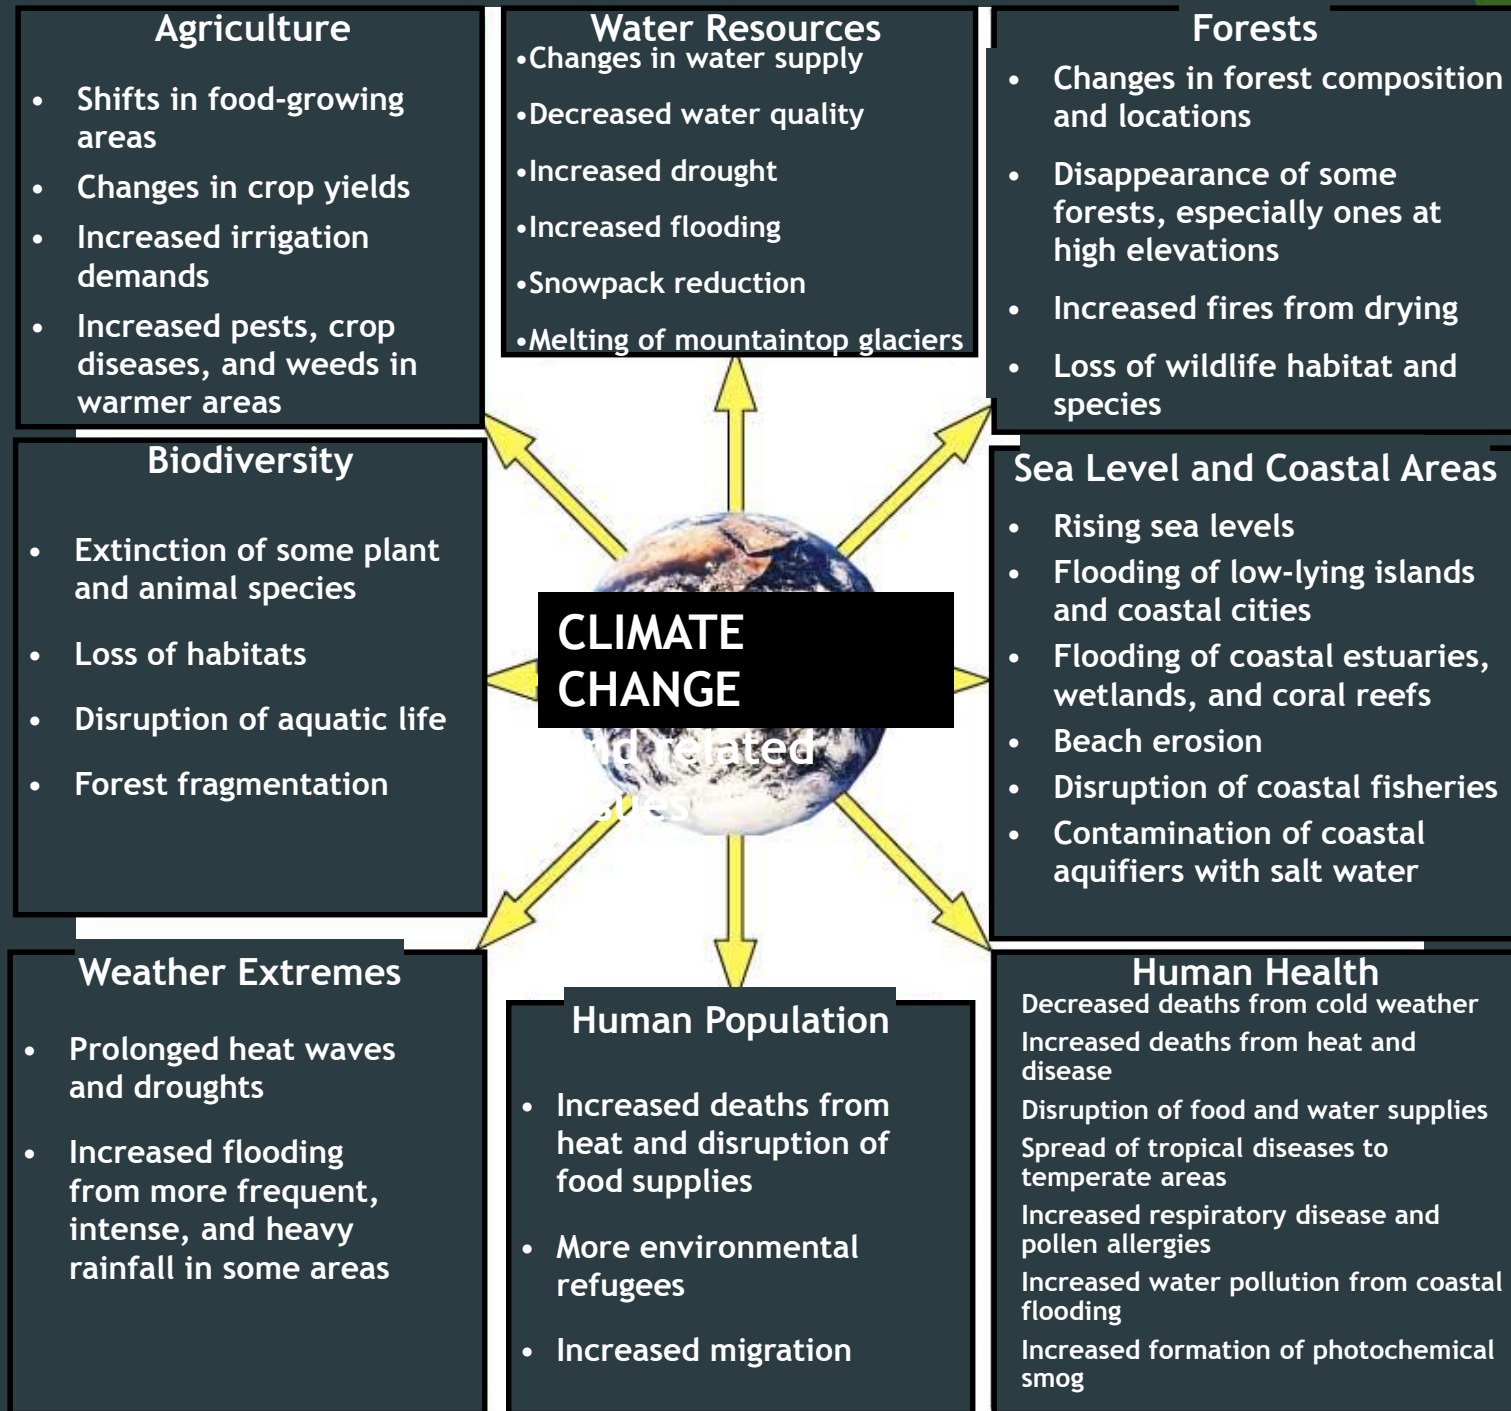 Agriculture
• Shifts in food-growing
areas
• Changes in crop yields
• Increased irrigation
demands
• Increased pests, crop
diseases, and weeds in
warmer areas
Water Resources
•Changes in water supply
•Decreased water quality
•Increased drought
•Increased flooding
•Snowpack reduction
•Melting of mountaintop glaciers
Forests
• Changes in forest composition
and locations
• Disappearance of some
forests, especially ones at
high elevations
• Increased fires from drying
• Loss of wildlife habitat and
species
Biodiversity
• Extinction of some plant
and animal species
• Loss of habitats
• Disruption of aquatic life
• Forest fragmentation
CLIMATE
CHANGE
and related
issues
Sea Level and Coastal Areas
• Rising sea levels
• Flooding of low-lying islands
and coastal cities
• Flooding of coastal estuaries,
wetlands, and coral reefs
• Beach erosion
• Disruption of coastal fisheries
• Contamination of coastal
aquifiers with salt water
Weather Extremes
• Prolonged heat waves
and droughts
• Increased flooding
from more frequent,
intense, and heavy
rainfall in some areas
Human Population
• Increased deaths from
heat and disruption of
food supplies
• More environmental
refugees
• Increased migration
Human Health
Decreased deaths from cold weather
Increased deaths from heat and
disease
Disruption of food and water supplies
Spread of tropical diseases to
temperate areas
Increased respiratory disease and
pollen allergies
Increased water pollution from coastal
flooding
Increased formation of photochemical
smog